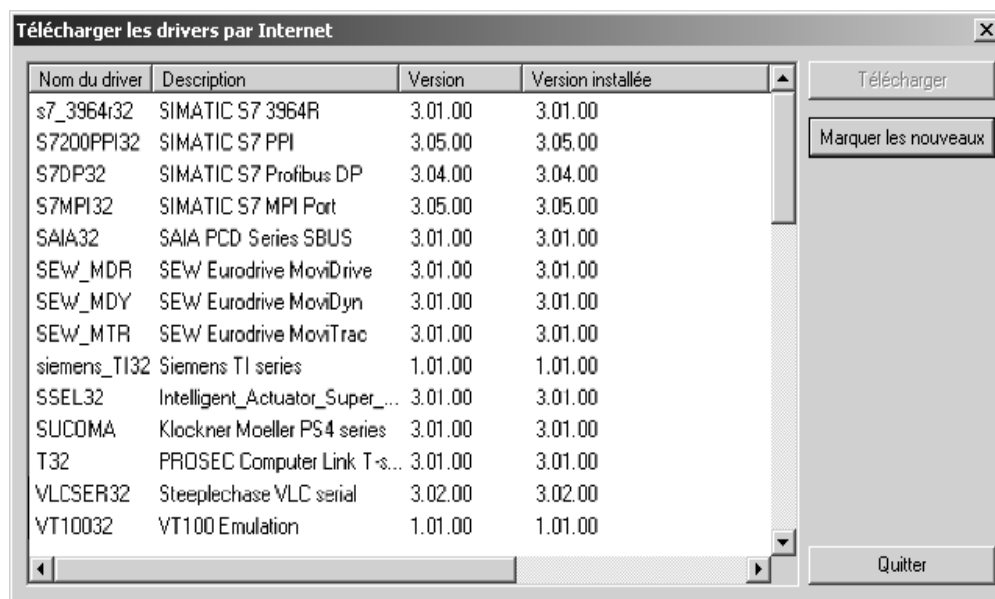 Télécharger les drivers par Internet
Nom du driver Description Version Version installée
Télécharger
s7_3964r32 SIMATIC S7 3964R 3.01.00 3.01.00
S7200PPI32 SIMATIC S7 PPI 3.05.00 3.05.00
Marquer les nouveaux
S7DP32 SIMATIC S7 Profibus DP 3.04.00 3.04.00
S7MPI32 SIMATIC S7 MPI Port 3.05.00 3.05.00
SAIA32 SAIA PCD Series SBUS 3.01.00 3.01.00
SEW_MDR SEW Eurodrive MoviDrive 3.01.00 3.01.00
SEW_MDY SEW Eurodrive MoviDyn 3.01.00 3.01.00
SEW_MTR SEW Eurodrive MoviTrac 3.01.00 3.01.00
siemens_TI32 Siemens TI series 1.01.00 1.01.00
SSEL32 Intelligent_Actuator_Super_... 3.01.00 3.01.00
SUCOMA Klockner Moeller PS4 series 3.01.00 3.01.00
T32 PROSEC Computer Link T-s... 3.01.00 3.01.00
VLCSER32 Steeplechase VLC serial 3.02.00 3.02.00
VT10032 VT100 Emulation 1.01.00 1.01.00
Quitter